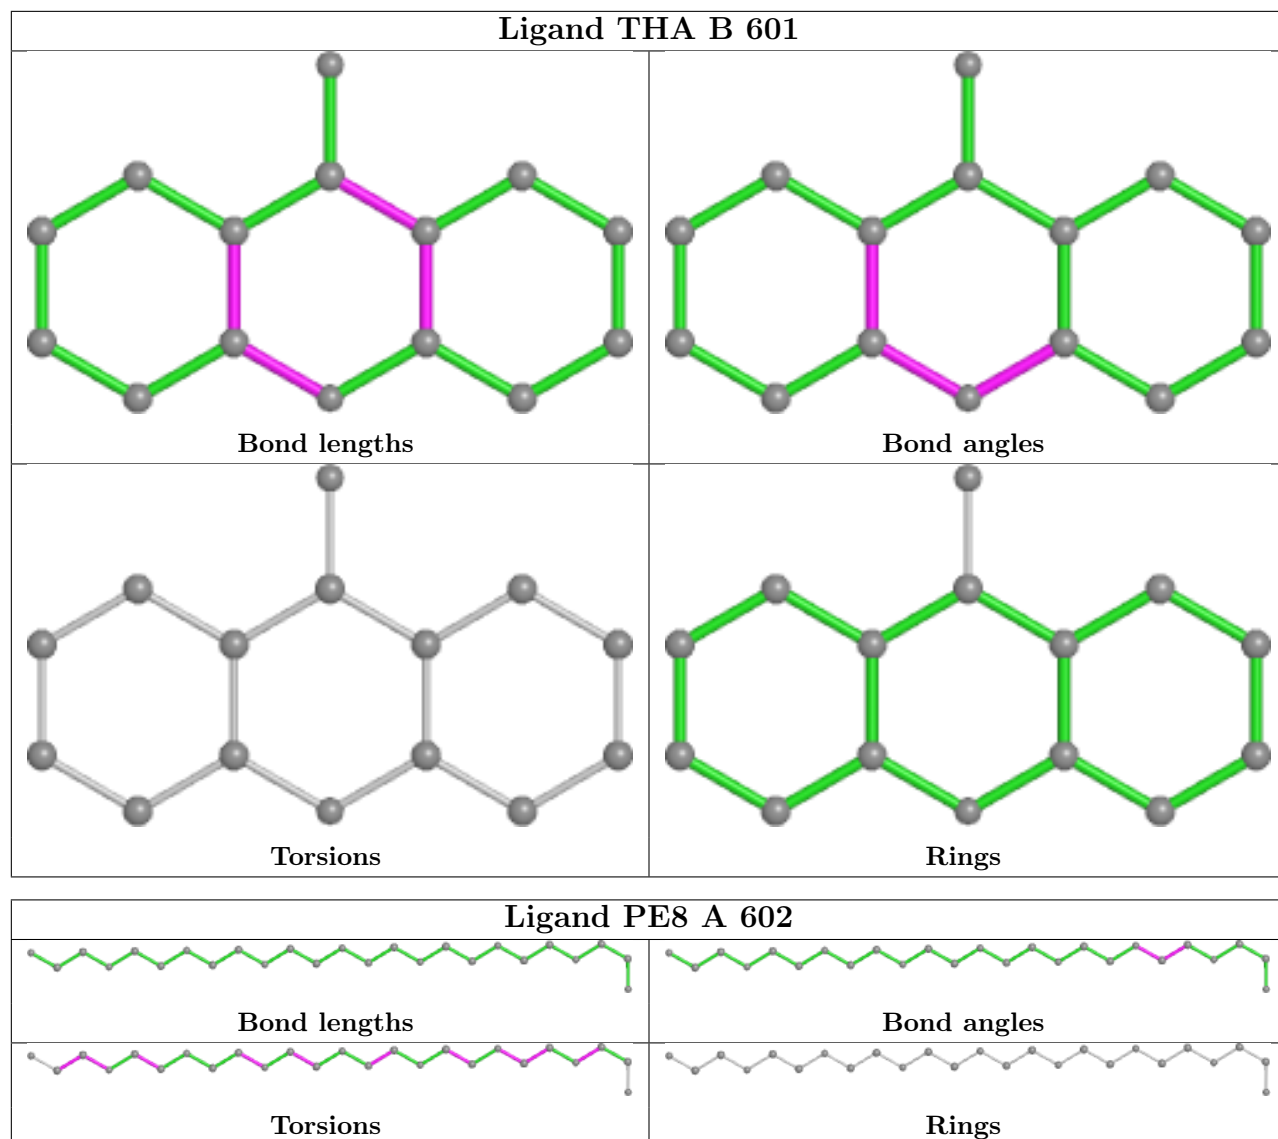 Ligand THA B 601
Bond lengths
Bond angles
Torsions
Rings
Ligand PE8 A 602
Bond lengths
Bond angles
Torsions
Rings